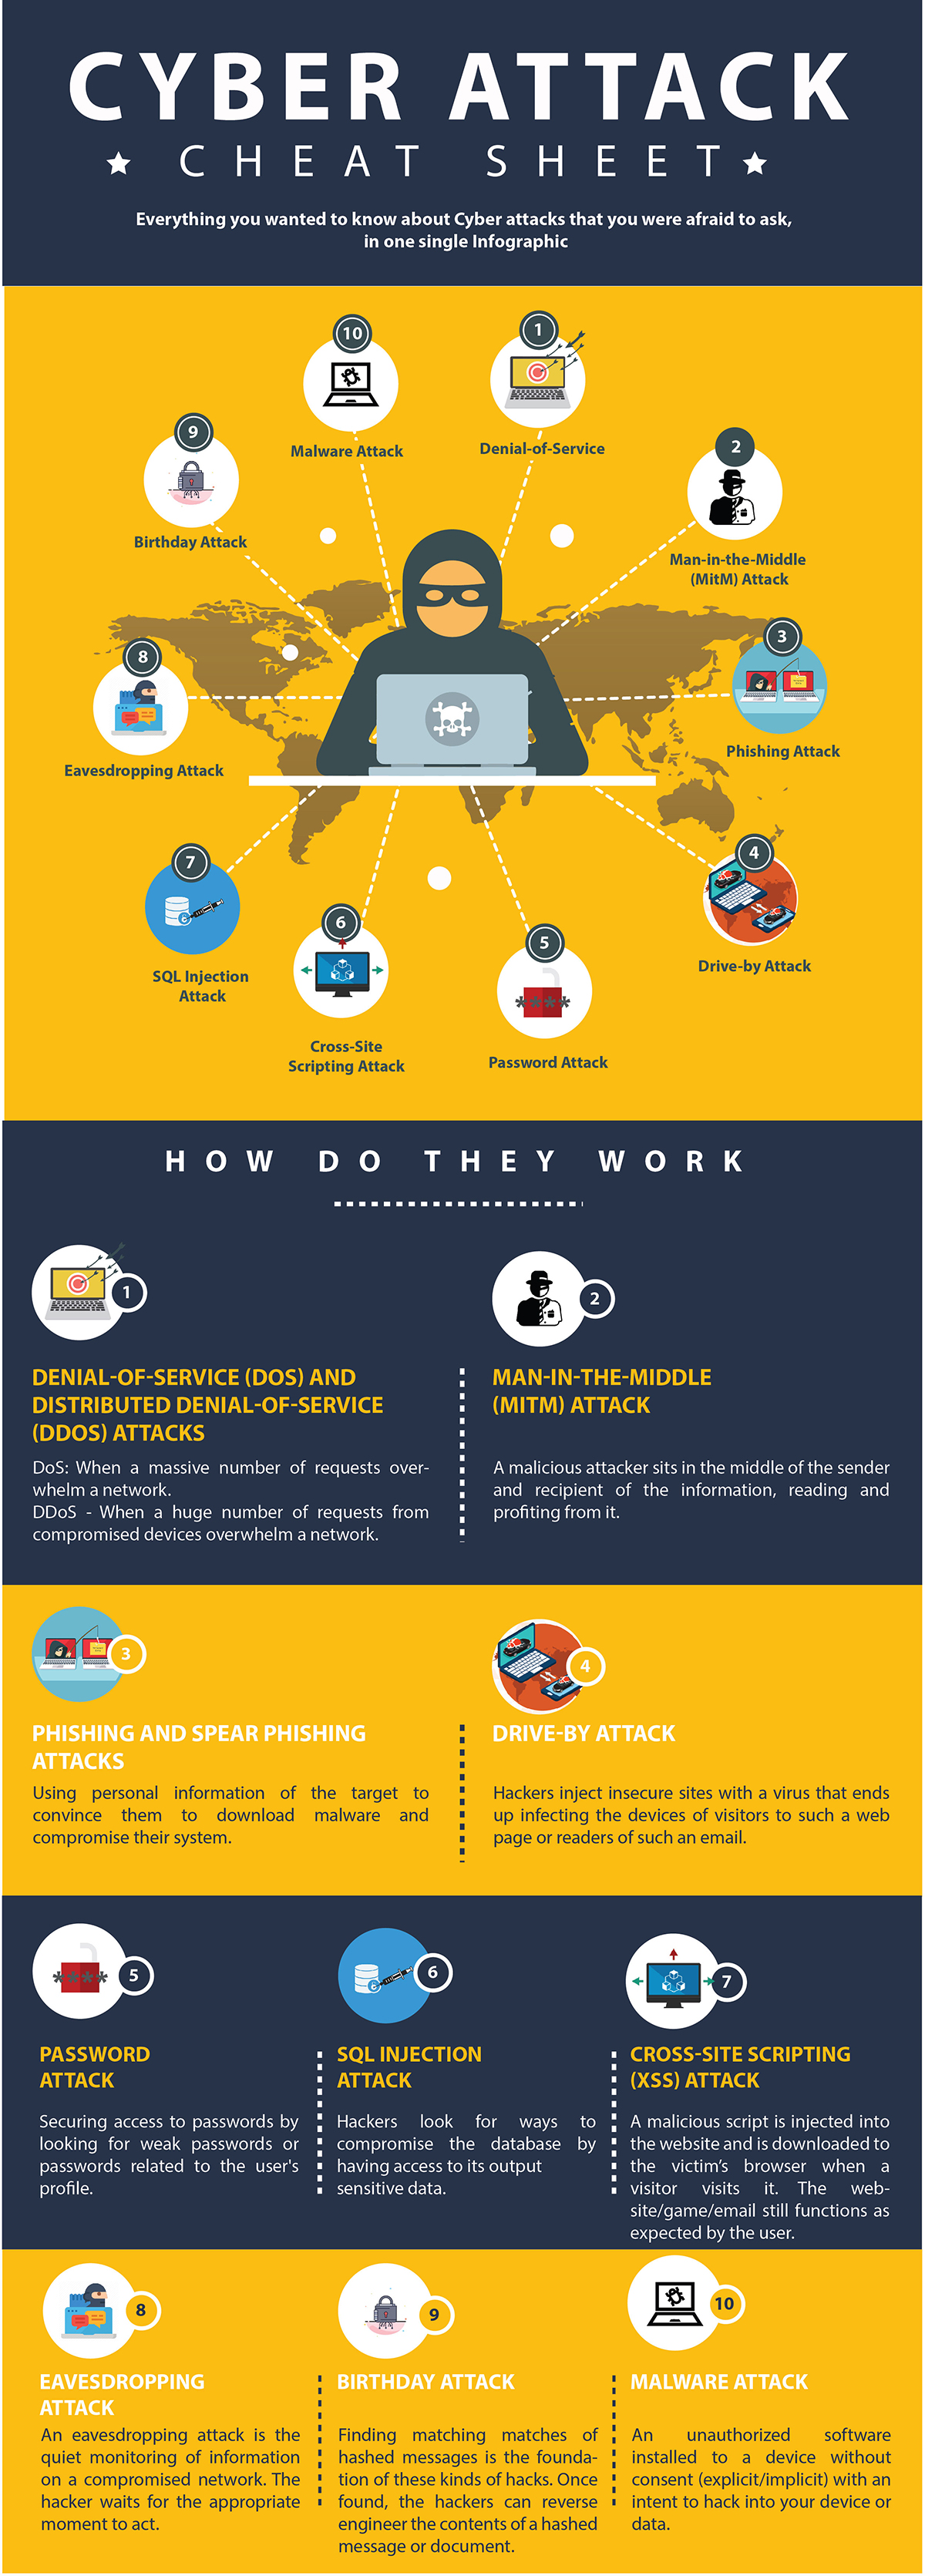 CYBER ATTACK
CHEAT SHEET
Everything you wanted to know about Cyber attacks that you were afraid to ask,
in one single Infographic
10
Malware Attack
1
Denial-of-Service
9
Birthday Attack
2
Man-in-the-Middle
(MitM) Attack
8
Eavesdropping Attack
3
Phishing Attack
7
SQL Injection
Attack
6
Cross-Site
Scripting Attack
5
****
Password Attack
4
Drive-by Attack
HOW DO THEY WORK
1
DENIAL-OF-SERVICE (DOS) AND
DISTRIBUTED DENIAL-OF-SERVICE
(DDOS) ATTACKS
DoS: When a massive number of requests over-
whelm a network.
DDoS - When a huge number of requests from
compromised devices overwhelm a network.
2
MAN-IN-THE-MIDDLE
(MITM) ATTACK
A malicious attacker sits in the middle of the sender
and recipient of the information, reading and
profiting from it.
3
PHISHING AND SPEAR PHISHING
ATTACKS
Using personal information of the target to
convince them to download malware and
compromise their system.
4
DRIVE-BY ATTACK
Hackers inject insecure sites with a virus that ends
up infecting the devices of visitors to such a web
page or readers of such an email.
5
****
PASSWORD
ATTACK
Securing access to passwords by
looking for weak passwords or
passwords related to the user's
profile.
6
SQL INJECTION
ATTACK
Hackers look for ways to
compromise the database by
having access to its output
sensitive data.
7
CROSS-SITE SCRIPTING
(XSS) ATTACK
A malicious script is injected into
the website and is downloaded to
the victim's browser when a
visitor visits it. The web-
site/game/email still functions as
expected by the user.
8
EAVESDROPPING
ATTACK
An eavesdropping attack is the
quiet monitoring of information
on a compromised network. The
hacker waits for the appropriate
moment to act.
9
BIRTHDAY ATTACK
Finding matching matches of
hashed messages is the founda-
tion of these kinds of hacks. Once
found, the hackers can reverse
engineer the contents of a hashed
message or document.
10
MALWARE ATTACK
An unauthorized software
installed to a device without
consent (explicit/implicit) with an
intent to hack into your device or
data.